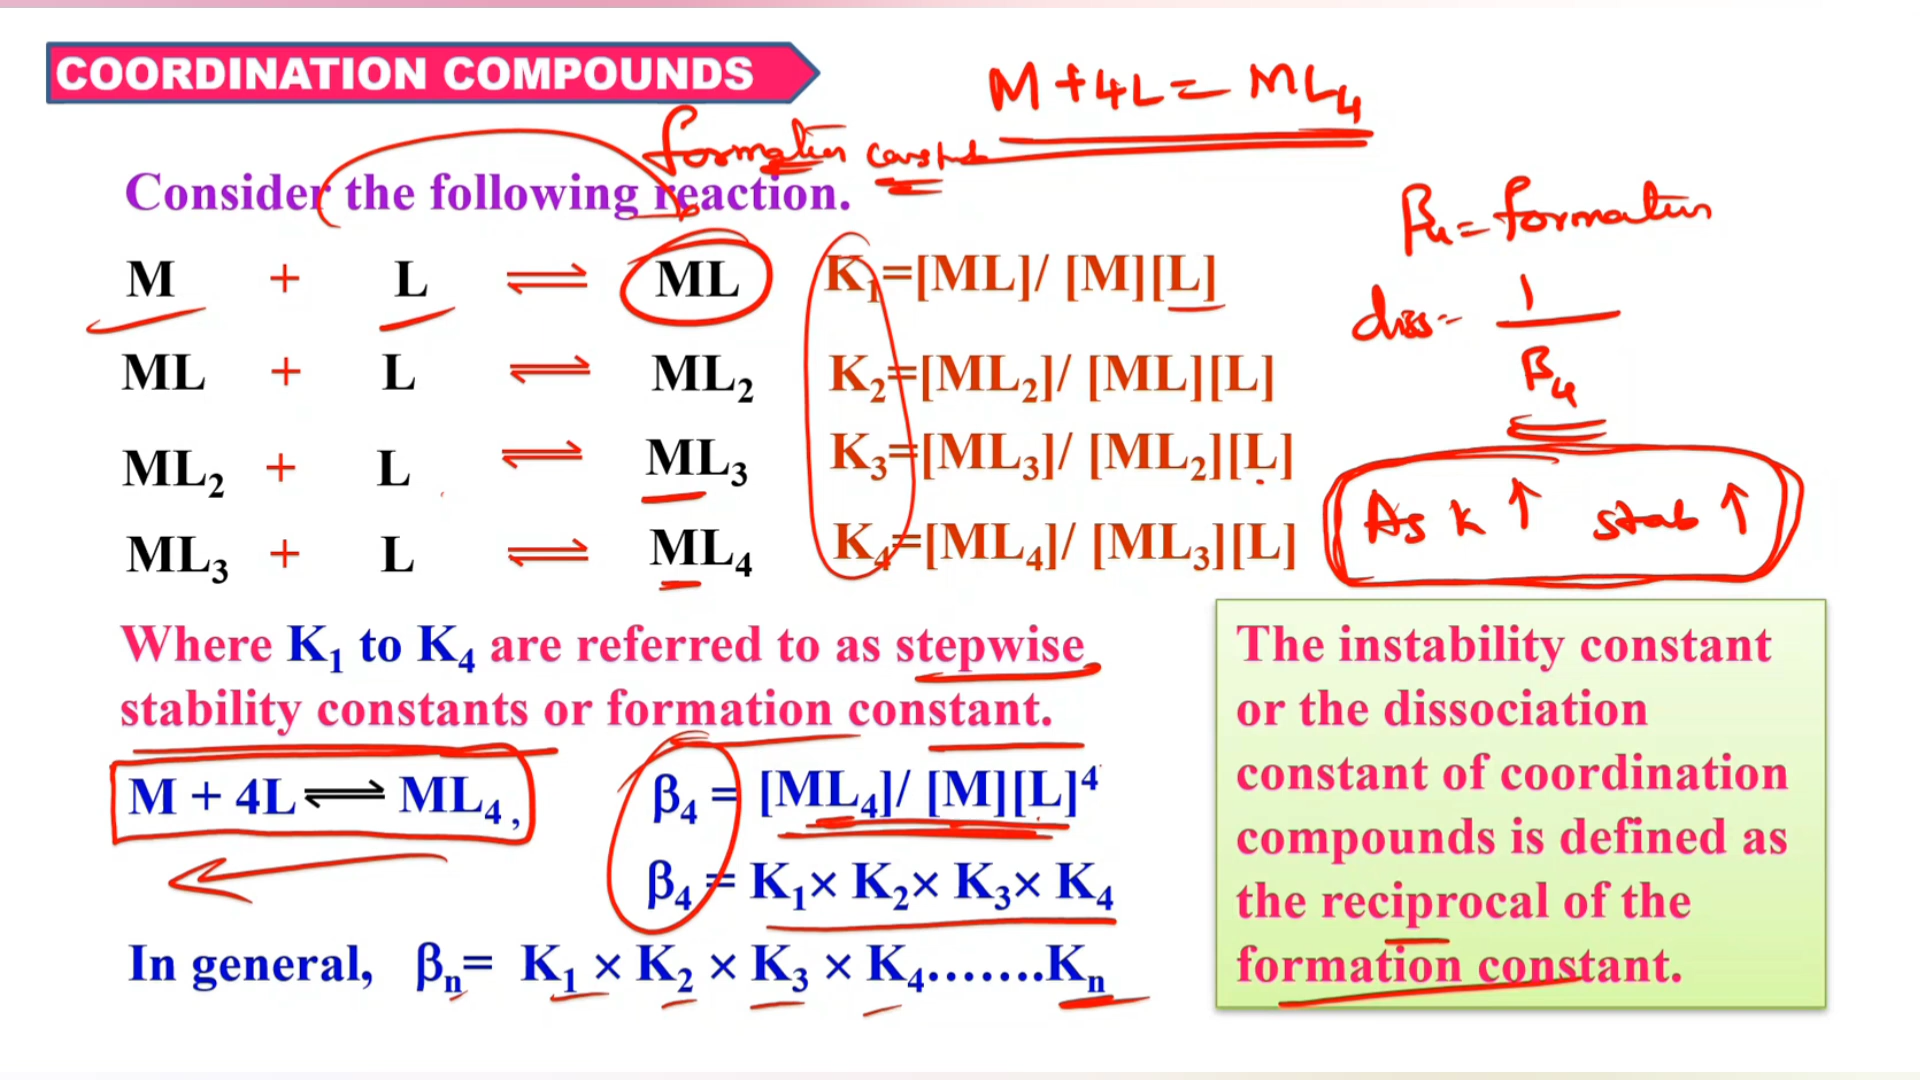 COORDINATION COMPOUNDS
M + 4L = ML₄
formation constant
Consider the following reaction.
β₄ = formation
M + L ⇌ ML K₁=[ML]/ [M][L]
diss = 1/β₄
ML + L ⇌ ML₂ K₂=[ML₂]/ [ML][L]
ML₂ + L ⇌ ML₃ K₃=[ML₃]/ [ML₂][L]
As K ↑ stab ↑
ML₃ + L ⇌ ML₄ K₄=[ML₄]/ [ML₃][L]
Where K₁ to K₄ are referred to as stepwise
stability constants or formation constant.
M + 4L ⇌ ML₄ , β₄ = [ML₄]/ [M][L]⁴
β₄ = K₁× K₂× K₃× K₄
In general, βₙ= K₁ × K₂ × K₃ × K₄.......Kₙ
The instability constant
or the dissociation
constant of coordination
compounds is defined as
the reciprocal of the
formation constant.